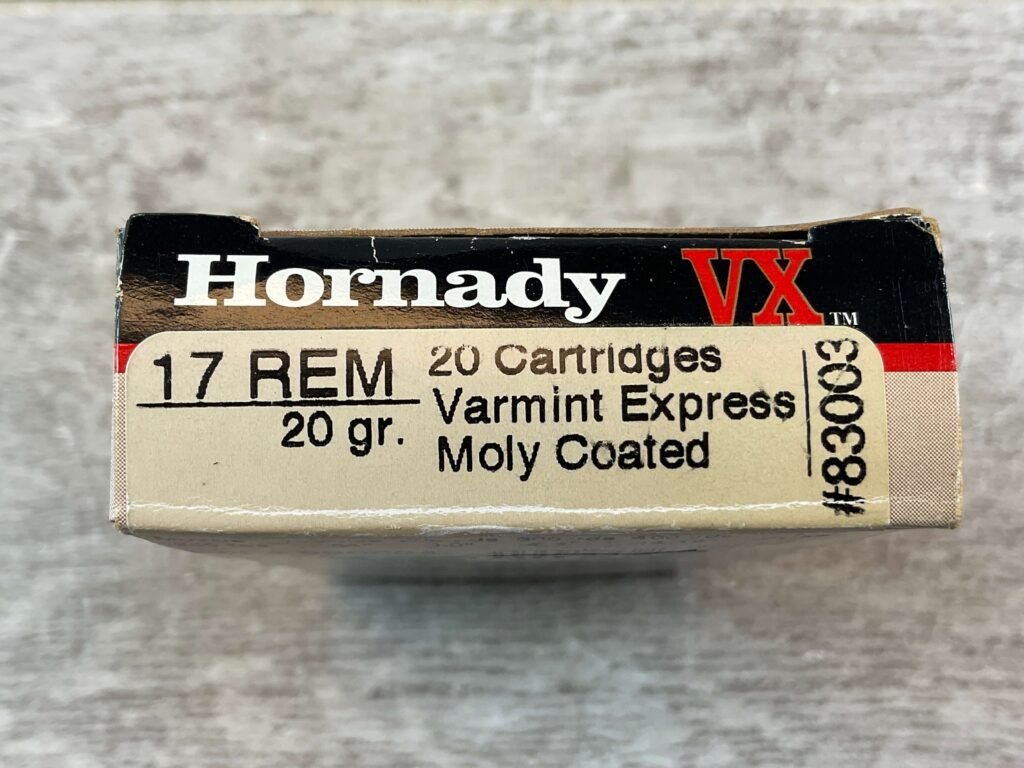 Hornady VX™
17 REM
20 gr.
20 Cartridges
Varmint Express
Moly Coated
#83003